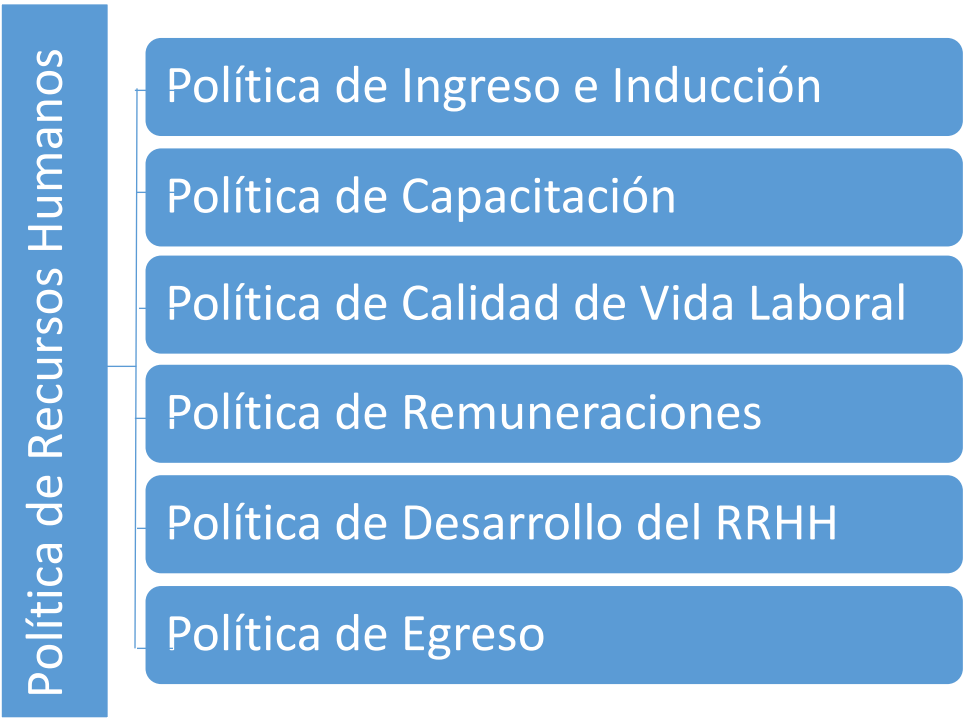 Política de Recursos Humanos
Política de Ingreso e Inducción
Política de Capacitación
Política de Calidad de Vida Laboral
Política de Remuneraciones
Política de Desarrollo del RRHH
Política de Egreso